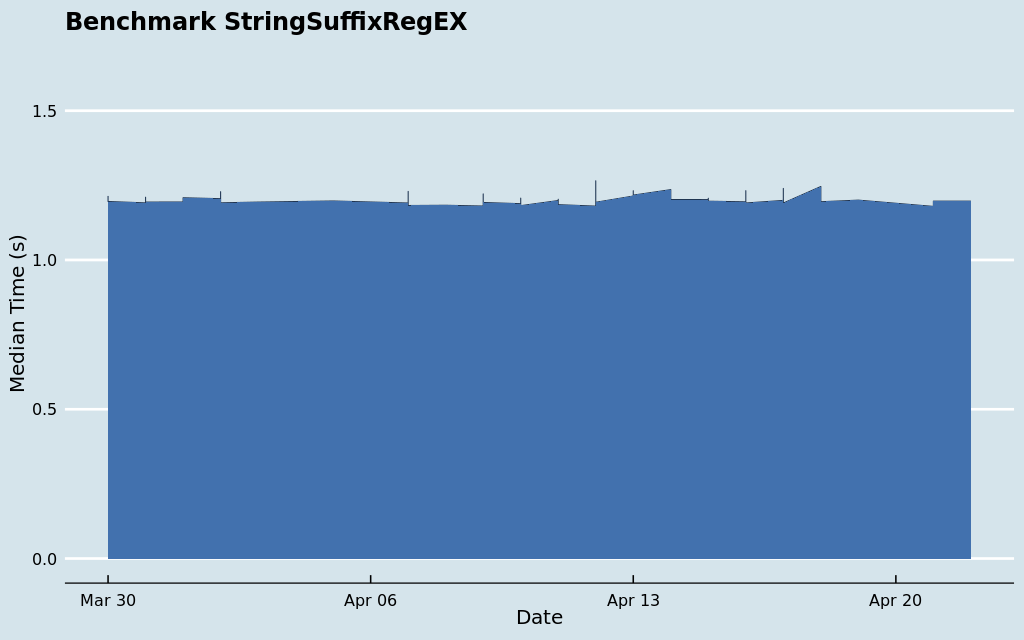 Benchmark StringSuffixRegEX
Median Time (s)
1.5
1.0
0.5
0.0
Mar 30
Apr 06
Apr 13
Apr 20
Date